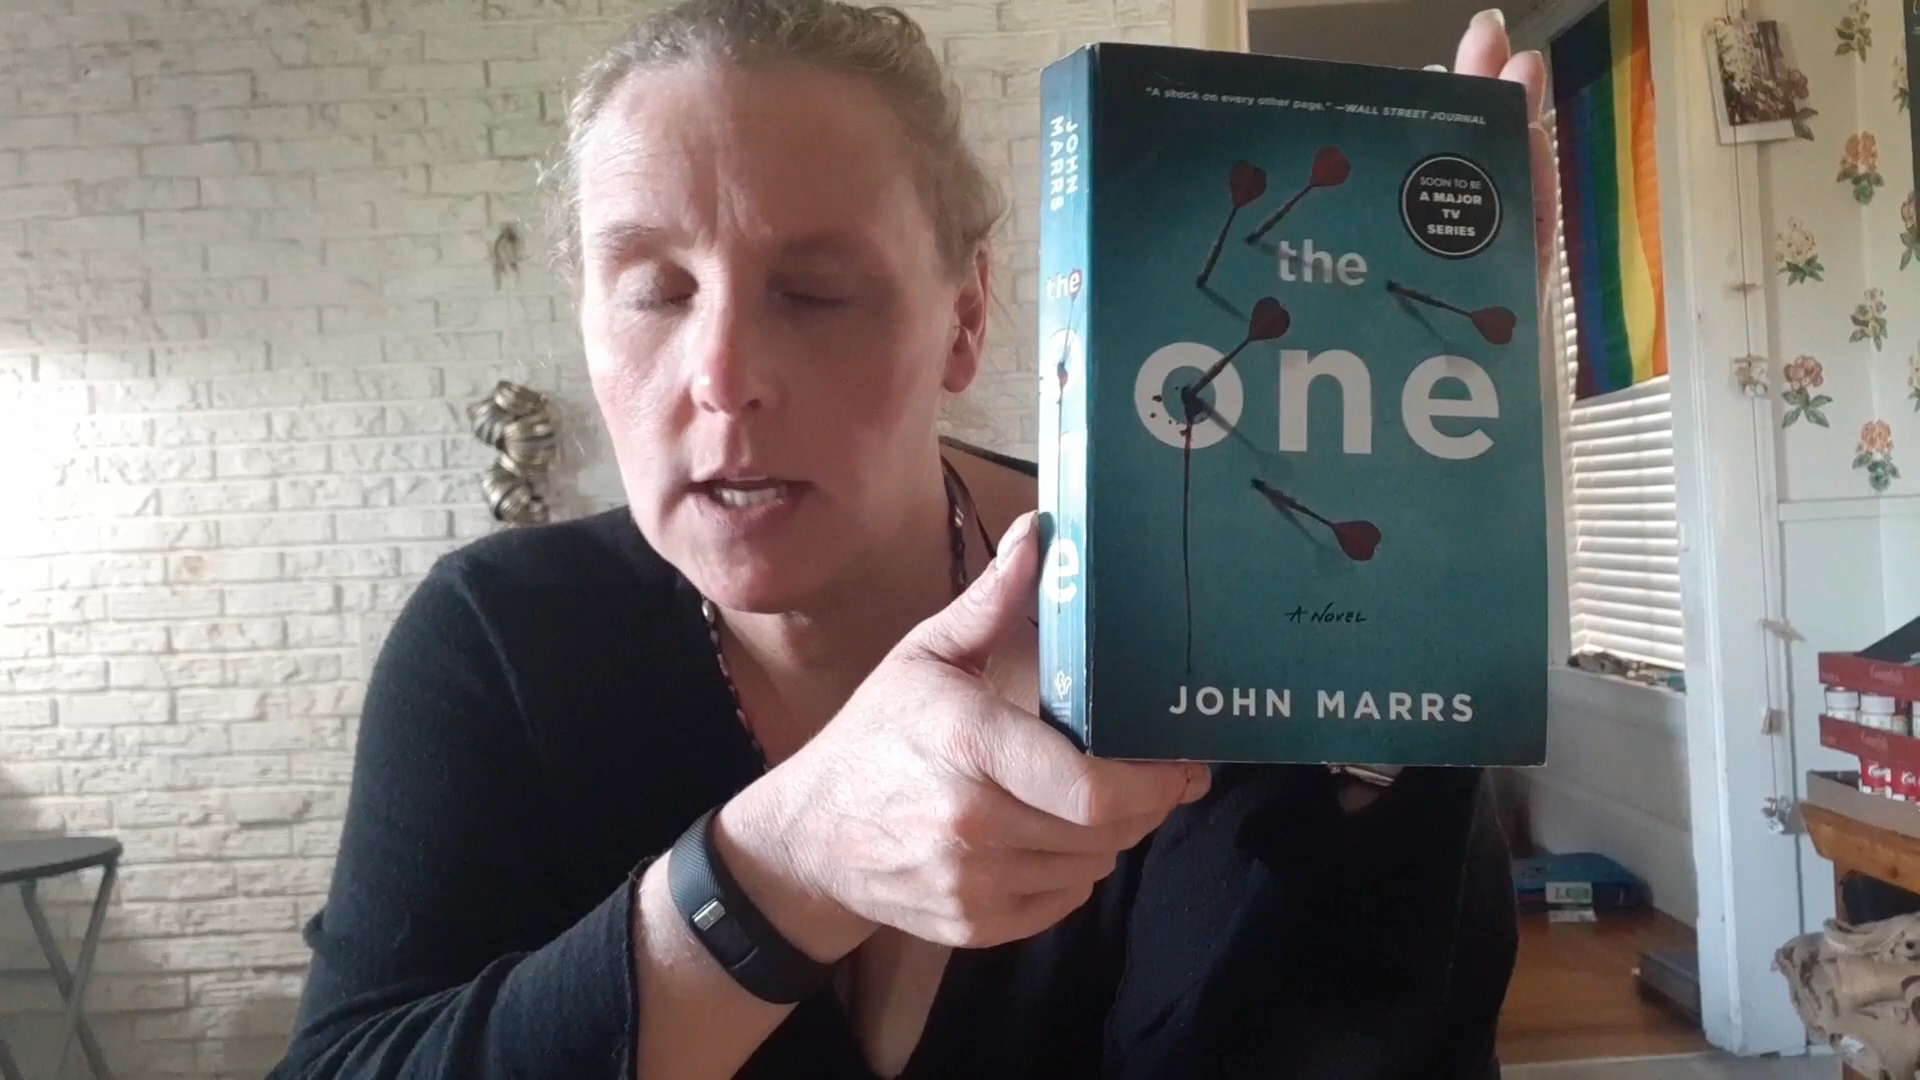 "A shock on every other page." —WALL STREET JOURNAL
SOON TO BE
A MAJOR
TV
SERIES
the
one
A NOVEL
JOHN MARRS
JOHN
MARRS
the
one